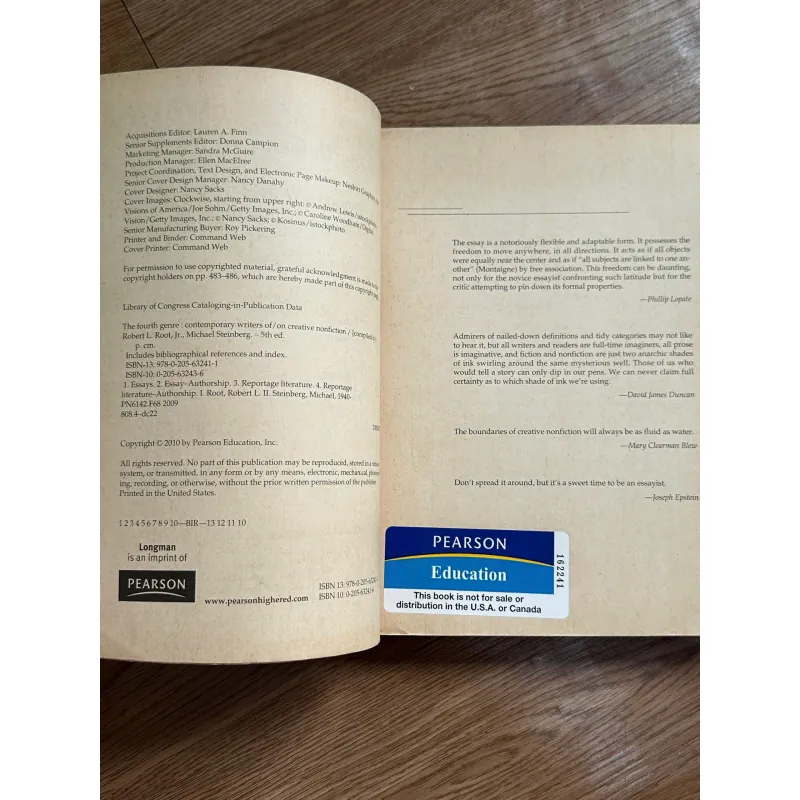 Acquisitions Editor: Lauren A. Finn
Senior Supplements Editor: Donna Campion
Marketing Manager: Sandra McGuire
Production Manager: Ellen MacElree
Project Coordination, Text Design, and Electronic Page Makeup: Nesbitt Graphics, Inc.
Senior Cover Design Manager: Nancy Danahy
Cover Designer: Nancy Sacks
Cover Images: Clockwise, starting from upper right: © Andrew Lewis/istockphoto
Visions of America/Joe Sohm/Getty Images, Inc.; © Caroline Woodham/Digital
Vision/Getty Images, Inc.; © Nancy Sacks; © Kosinus/istockphoto
Senior Manufacturing Buyer: Roy Pickering
Printer and Binder: Command Web
Cover Printer: Command Web
For permission to use copyrighted material, grateful acknowledgment is made to the
copyright holders on pp. 483–486, which are hereby made part of this copyright page.
Library of Congress Cataloging-in-Publication Data
The fourth genre : contemporary writers of/on creative nonfiction / [compiled by]
Robert L. Root, Jr., Michael Steinberg. – 5th ed.
p. cm.
Includes bibliographical references and index.
ISBN-13: 978-0-205-63241-1
ISBN-10: 0-205-63243-6
1. Essays. 2. Essay–Authorship. 3. Reportage literature. 4. Reportage
literature–Authorship. I. Root, Robert L. II. Steinberg, Michael, 1940-
PN6142.F68 2009
808.4–dc22
Copyright © 2010 by Pearson Education, Inc.
All rights reserved. No part of this publication may be reproduced, stored in a
system, or transmitted, in any form or by any means, electronic, mechanical,
ing, recording, or otherwise, without the prior written permission of the publisher.
Printed in the United States.
1 2 3 4 5 6 7 8 9 10—BIR—13 12 11 10
Longman
is an imprint of
PEARSON
www.pearsonhighered.com
ISBN 13: 978-0-205-63241-
ISBN 10: 0-205-63241-6
The essay is a notoriously flexible and adaptable form. It possesses the
freedom to move anywhere, in all directions. It acts as if all objects
were equally near the center and as if "all subjects are linked to one an-
other" (Montaigne) by free association. This freedom can be daunting,
not only for the novice essayist confronting such latitude but for the
critic attempting to pin down its formal properties.
—Phillip Lopate
Admirers of nailed-down definitions and tidy categories may not like
to hear it, but all writers and readers are full-time imaginers, all prose
is imaginative, and fiction and nonfiction are just two anarchic shades
of ink swirling around the same mysterious well. Those of us who
would tell a story can only dip in our pens. We can never claim full
certainty as to which shade of ink we're using.
—David James Duncan
The boundaries of creative nonfiction will always be as fluid as water.
—Mary Clearman Blew
Don't spread it around, but it's a sweet time to be an essayist.
—Joseph Epstein
PEARSON
Education
162241
This book is not for sale or
distribution in the U.S.A. or Canada